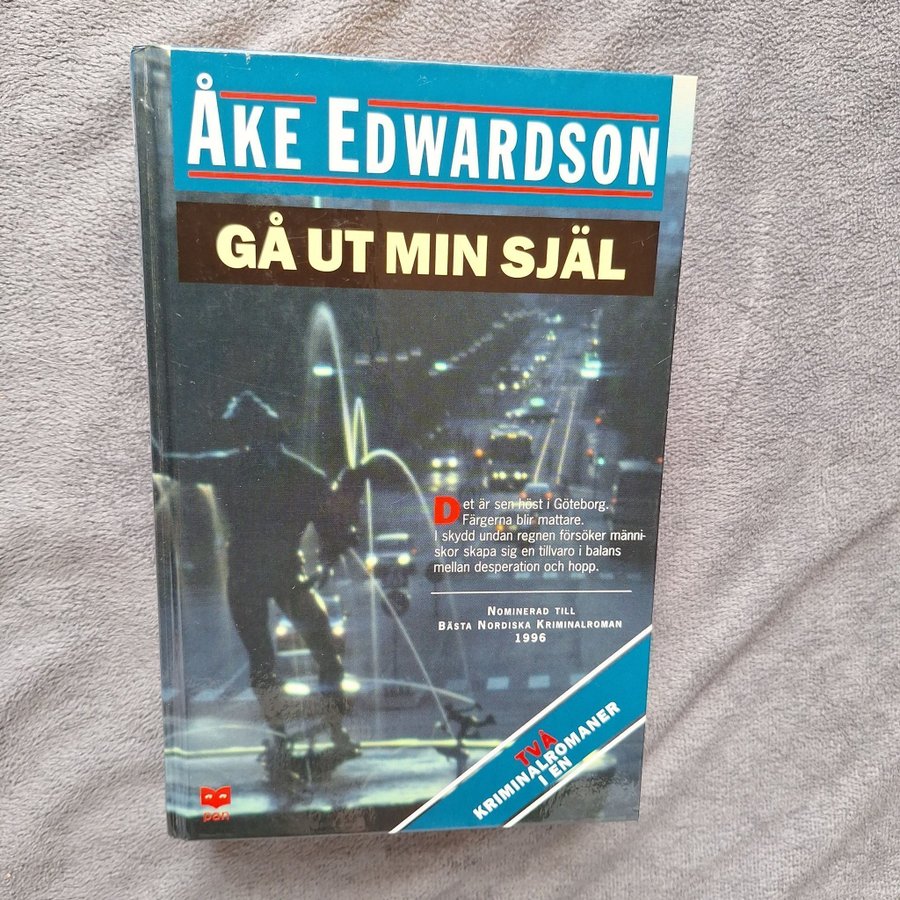 ÅKE EDWARDSON
GÅ UT MIN SJÄL
Det är sen höst i Göteborg.
Färgerna blir mattare.
I skydd undan regnen försöker männi-
skor skapa sig en tillvaro i balans
mellan desperation och hopp.
NOMINERAD TILL
BÄSTA NORDISKA KRIMINALROMAN
1996
TVÅ
KRIMINALROMANER
I EN
pan